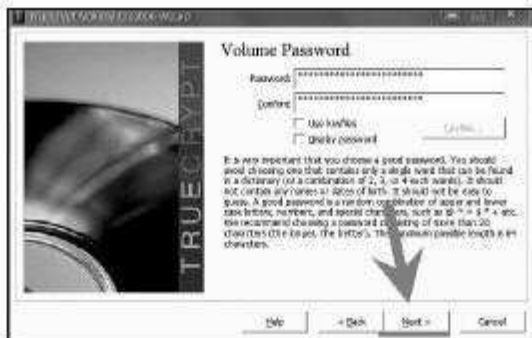 TrueCrypt Volume Creation Wizard
Volume Password
Password: ************************
Confirm: ************************
Use keyfiles
Keyfiles...
Display password
It is very important that you choose a good password. You should
avoid choosing one that contains only a single word that can be found
in a dictionary (or a combination of 2, 3, or 4 such words). It should
not contain any names or dates of birth. It should not be easy to
guess. A good password is a random combination of upper and lower
case letters, numbers, and special characters, such as @ ^ = $ * + etc.
We recommend choosing a password consisting of more than 20
characters (the longer, the better). The maximum possible length is 64
characters.
TRUECRYPT
Help
< Back
Next >
Cancel